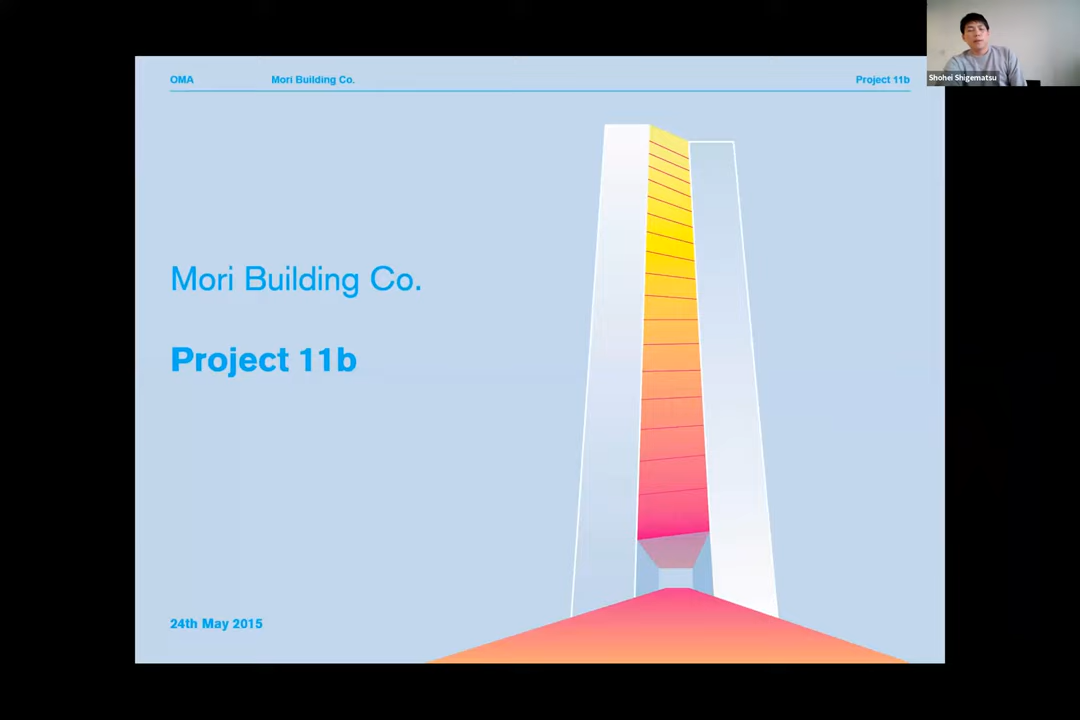 OMA
Mori Building Co.
Project 11b
Mori Building Co.
Project 11b
24th May 2015
Shohei Shigematsu